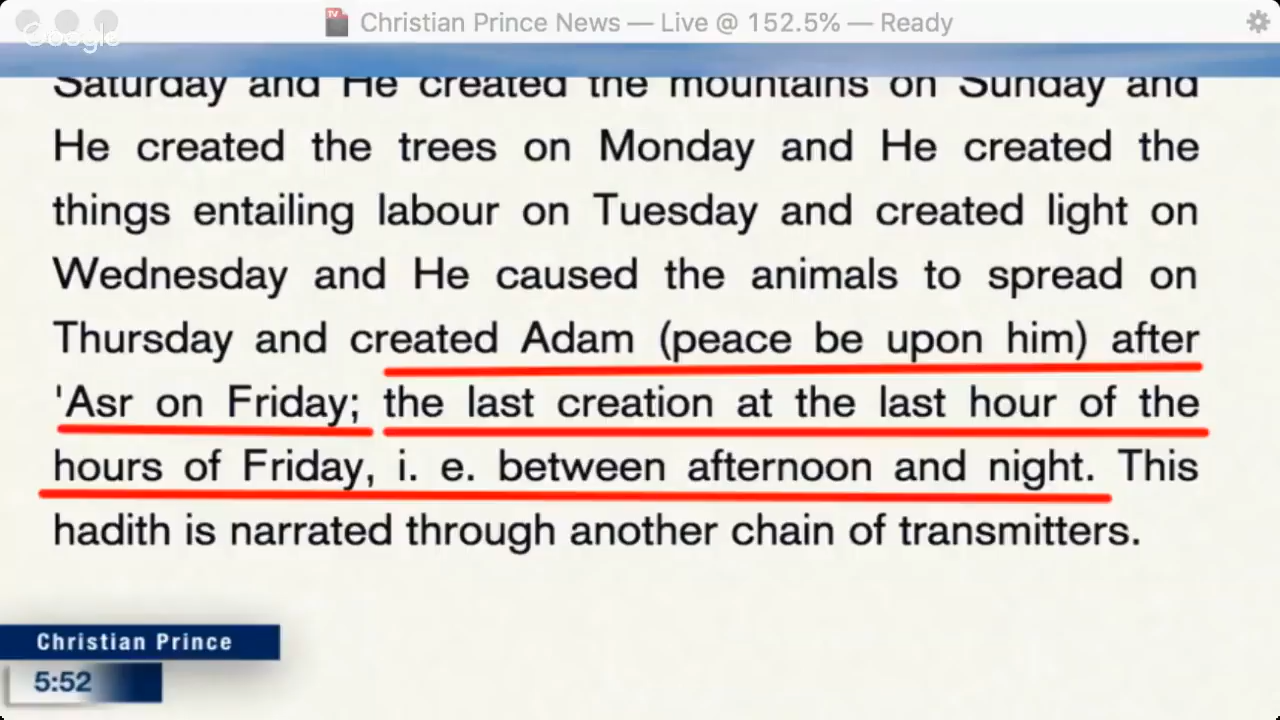 Christian Prince News — Live @ 152.5% — Ready
Google
TV
Saturday and He created the mountains on Sunday and
He created the trees on Monday and He created the
things entailing labour on Tuesday and created light on
Wednesday and He caused the animals to spread on
Thursday and created Adam (peace be upon him) after
'Asr on Friday; the last creation at the last hour of the
hours of Friday, i. e. between afternoon and night. This
hadith is narrated through another chain of transmitters.
Christian Prince
5:52